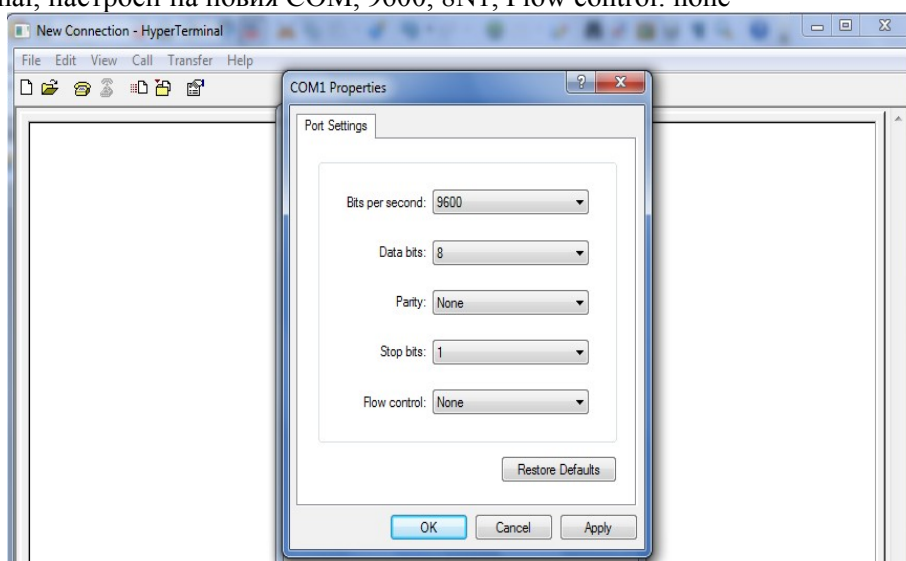 настроен на новия COM, 9600, 8N1, Flow control: none
New Connection - HyperTerminal
File Edit View Call Transfer Help
COM1 Properties
Port Settings
Bits per second: 9600
Data bits: 8
Parity: None
Stop bits: 1
Flow control: None
Restore Defaults
OK Cancel Apply